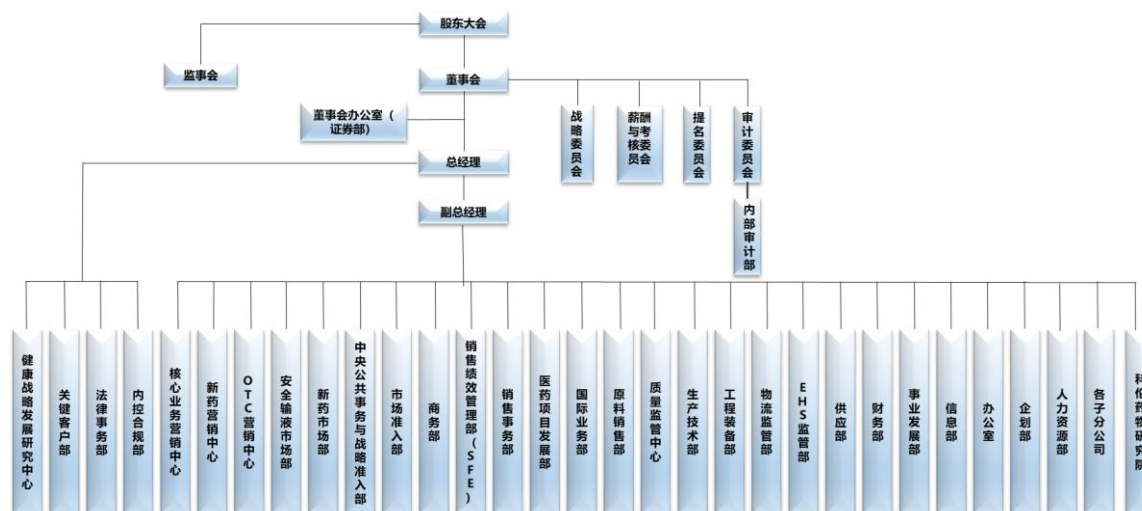 股东大会
监事会
董事会
董事会办公室（
证券部）
战略委员会
薪酬与考核委员会
提名委员会
审计委员会
总经理
副总经理
内部审计部
健康战略发展研究中心
关键客户部
法律事务部
内控合规部
核心业务营销中心
新药营销中心
OTC营销中心
安全输液市场部
新药市场部
中央公共事务与战略准入部
市场准入部
商务部
销售绩效管理部（SFE）
销售事务部
医药项目发展部
国际业务部
原料销售部
质量监管中心
生产技术部
工程装备部
物流监管部
EHS监管部
供应部
财务部
事业发展部
信息部
办公室
企划部
人力资源部
各子分公司
科伦药物研究院